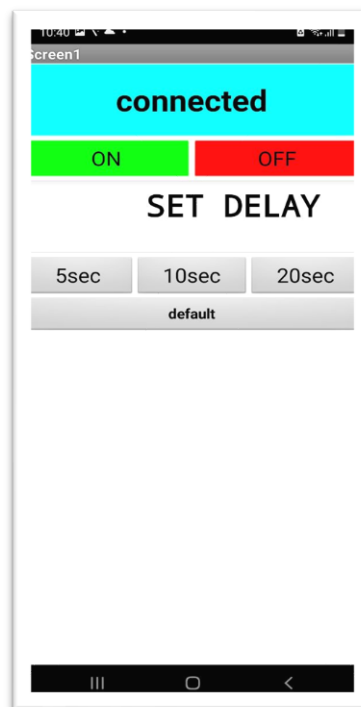 10:40
Screen1
connected
ON OFF
SET DELAY
5sec 10sec 20sec
default